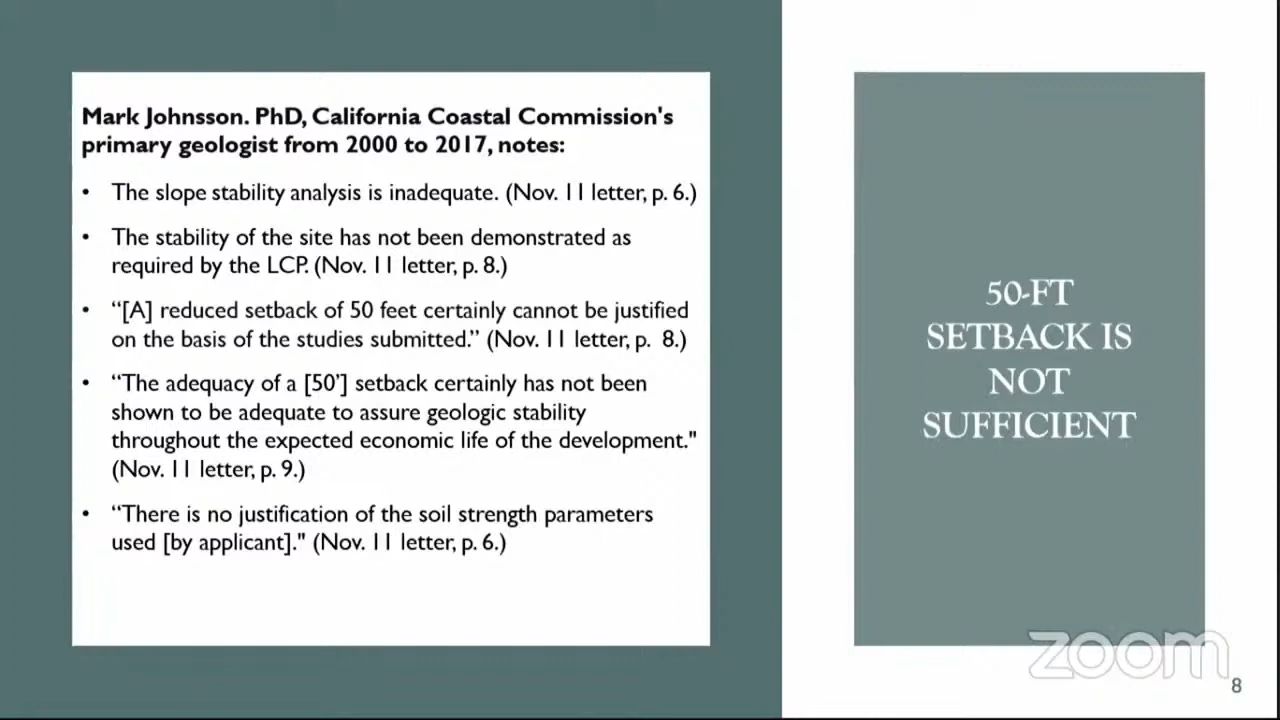 Mark Johnsson. PhD, California Coastal Commission's
primary geologist from 2000 to 2017, notes:
• The slope stability analysis is inadequate. (Nov. 11 letter, p. 6.)
• The stability of the site has not been demonstrated as
required by the LCP. (Nov. 11 letter, p. 8.)
• “[A] reduced setback of 50 feet certainly cannot be justified
on the basis of the studies submitted.” (Nov. 11 letter, p. 8.)
• “The adequacy of a [50’] setback certainly has not been
shown to be adequate to assure geologic stability
throughout the expected economic life of the development."
(Nov. 11 letter, p. 9.)
• “There is no justification of the soil strength parameters
used [by applicant]." (Nov. 11 letter, p. 6.)
50-FT
SETBACK IS
NOT
SUFFICIENT
zoom
8